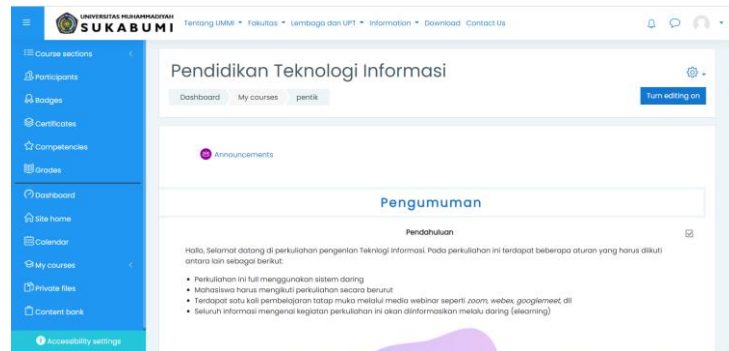 UNIVERSITAS MUHAMMADIYAH
SUKABUMI
Tentang UMMI Fakultas Lembaga dan UPT Information Download Contact Us
Course sections
Participants
Badges
Certificates
Competencies
Grades
Dashboard
Site home
Calendar
My courses
Private files
Content bank
Accessibility settings
Pendidikan Teknologi Informasi
Dashboard My courses pentik
Turn editing on
Announcements
Pengumuman
Pendahuluan
Hallo, Selamat datang di perkuliahan pengenlan Teknlogi Informasi. Pada perkuliahan ini terdapat beberapa aturan yang harus diikuti
antara lain sebagai berikut:
• Perkuliahan ini full menggunakan sistem daring
• Mahasiswa harus mengikuti perkuliahan secara berurut
• Terdapat satu kali pembelajaran tatap muka melalui media webinar seperti zoom, webex, googlemeet, dll
• Seluruh informasi mengenai kegiatan perkuliahan ini akan diinformasikan melalu daring (elearning)